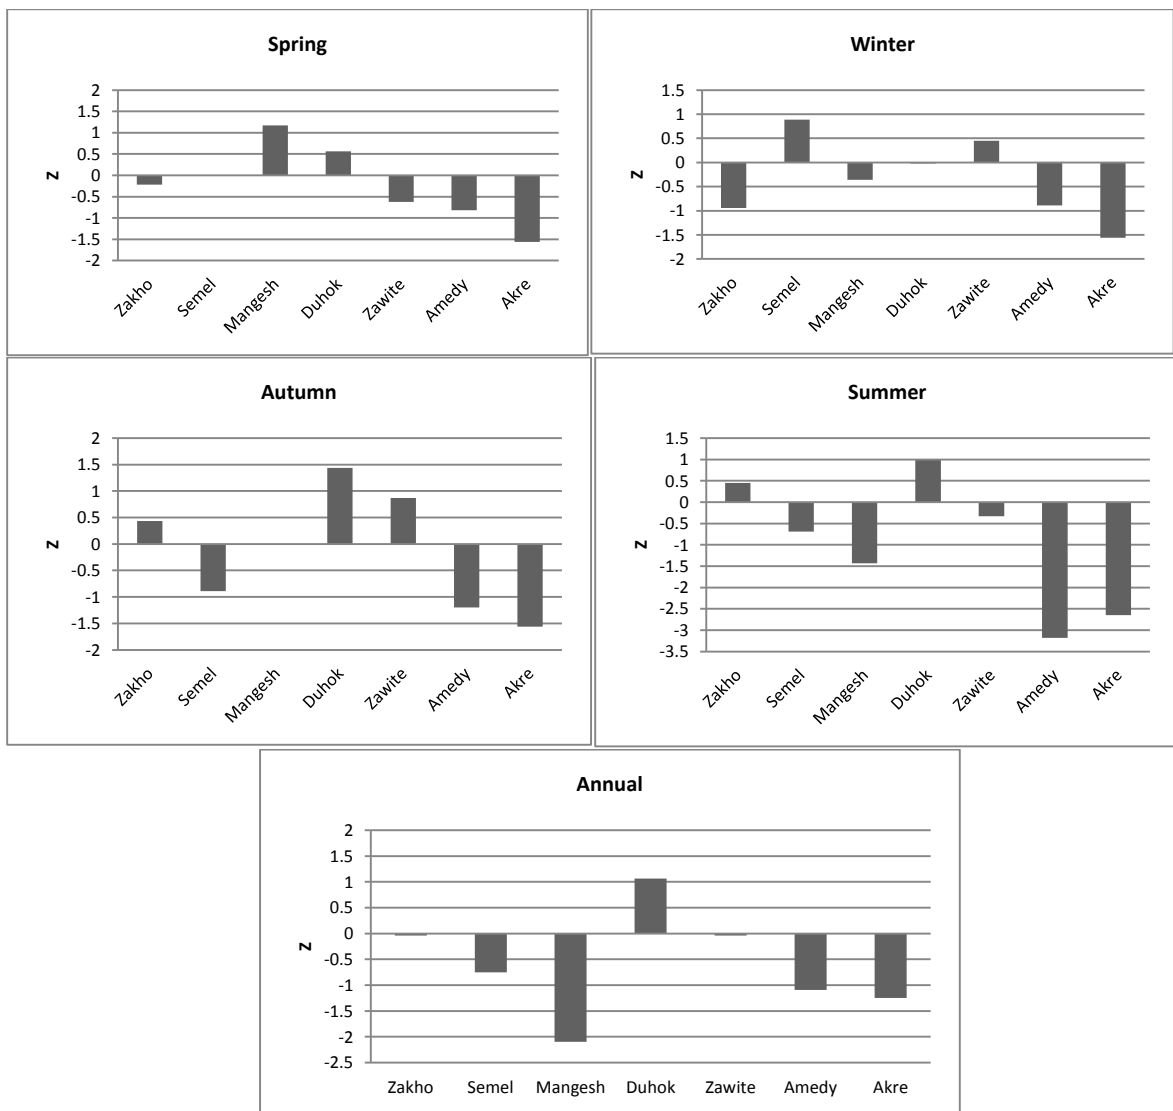 Spring
2
1.5
1
0.5
0
-0.5
-1
-1.5
-2
Z
Zakho
Semel
Mangesh
Duhok
Zawite
Amedy
Akre
Winter
1.5
1
0.5
0
-0.5
-1
-1.5
-2
Z
Zakho
Semel
Mangesh
Duhok
Zawite
Amedy
Akre
Autumn
2
1.5
1
0.5
0
-0.5
-1
-1.5
-2
Z
Zakho
Semel
Mangesh
Duhok
Zawite
Amedy
Akre
Summer
1.5
1
0.5
0
-0.5
-1
-1.5
-2
-2.5
-3
-3.5
Z
Zakho
Semel
Mangesh
Duhok
Zawite
Amedy
Akre
Annual
2
1.5
1
0.5
0
-0.5
-1
-1.5
-2
-2.5
Z
Zakho Semel Mangesh Duhok Zawite Amedy Akre